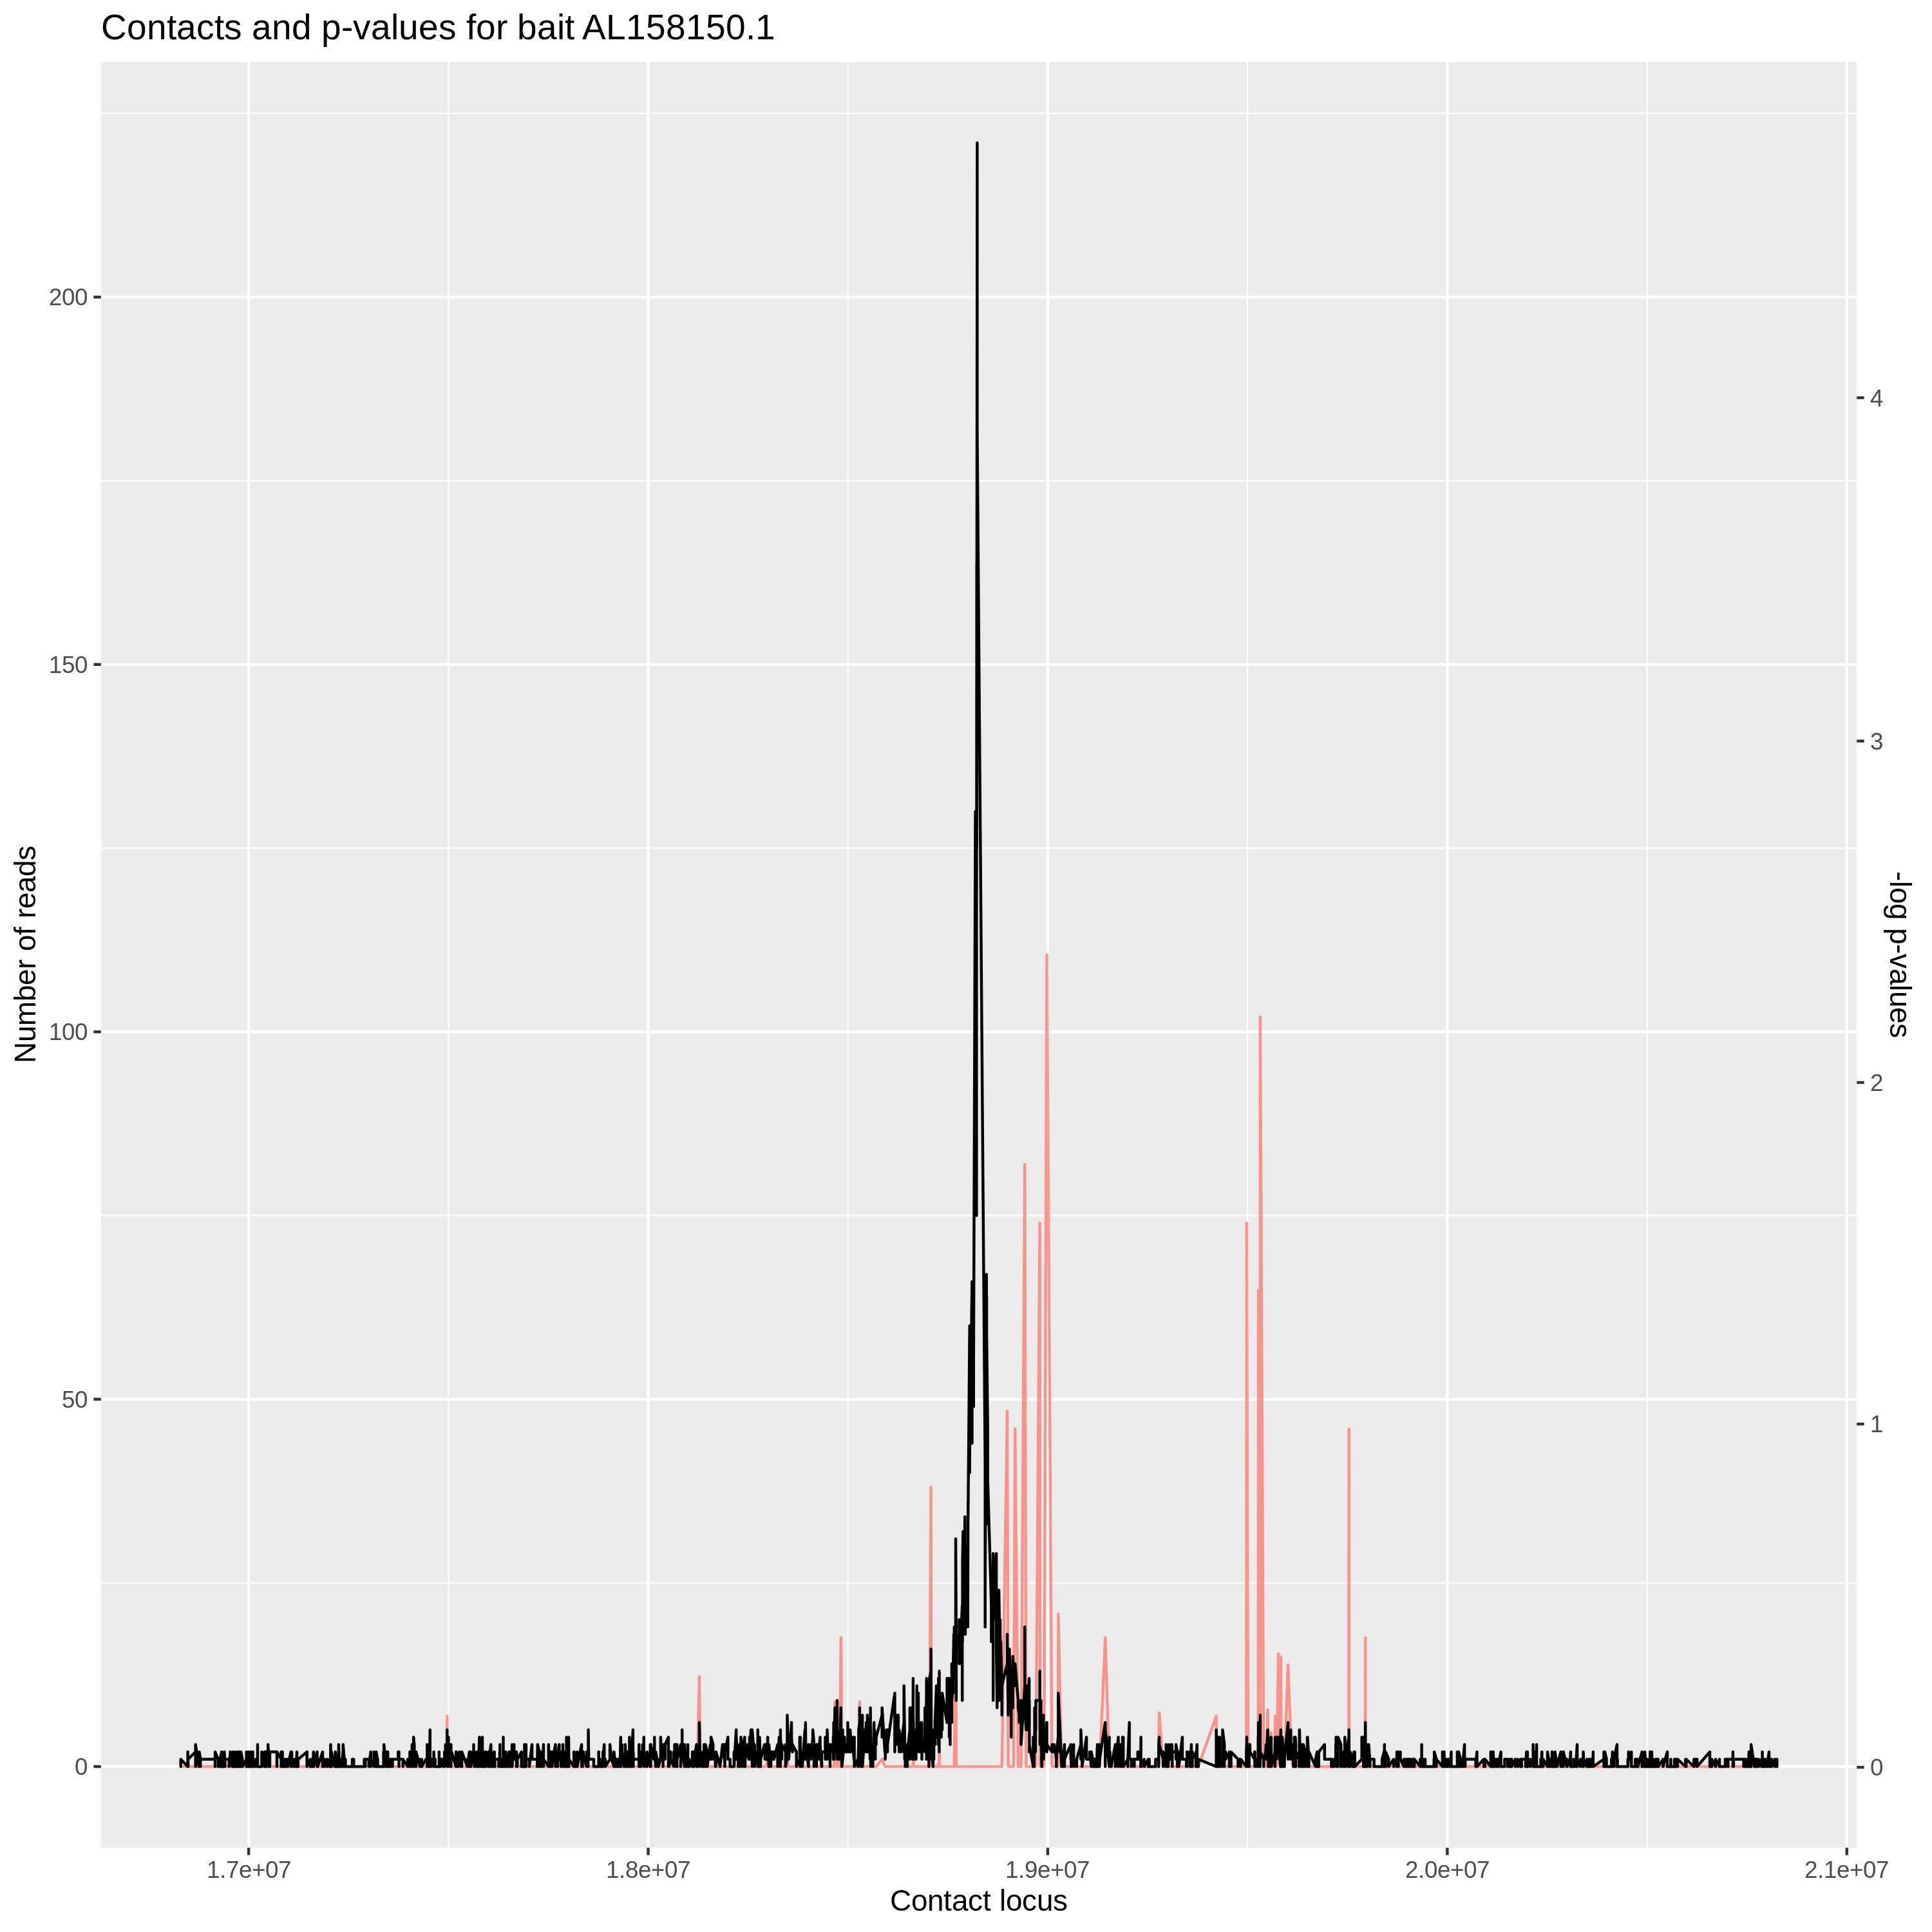 Contacts and p-values for bait AL158150.1
Number of reads
200
150
100
50
0
4
3
2
1
0
-log p-values
1.7e+07
1.8e+07
1.9e+07
2.0e+07
2.1e+07
Contact locus